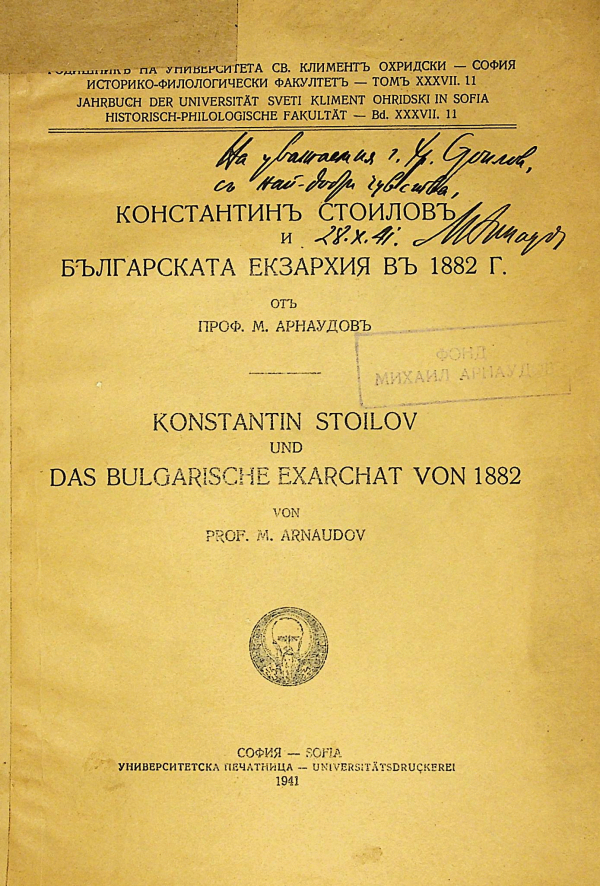 ГОДИШНИКЪ НА УНИВЕРСИТЕТА СВ. КЛИМЕНТЪ ОХРИДСКИ — СОФИЯ
ИСТОРИКО-ФИЛОЛОГИЧЕСКИ ФАКУЛТЕТЪ — ТОМЪ XXXVII. 11
JAHRBUCH DER UNIVERSITÄT SVETI KLIMENT OHRIDSKI IN SOFIA
HISTORISCH-PHILOLOGISCHE FAKULTÄT — Bd. XXXVII. 11
На уважаемия г. Хр.
съ най-добри чувства,
КОНСТАНТИНЪ СТОИЛОВЪ
И
28.X.41. М Арнаудов
БЪЛГАРСКАТА ЕКЗАРХИЯ ВЪ 1882 Г.
ОТЪ
ПРОФ. М. АРНАУДОВЪ
ФОНД
МИХАИЛ АРНАУДОВ
KONSTANTIN STOILOV
UND
DAS BULGARISCHE EXARCHAT VON 1882
VON
PROF. M. ARNAUDOV
СОФИЯ — SOFIA
УНИВЕРСИТЕТСКА ПЕЧАТНИЦА — UNIVERSITÄTSDRUCKEREI
1941